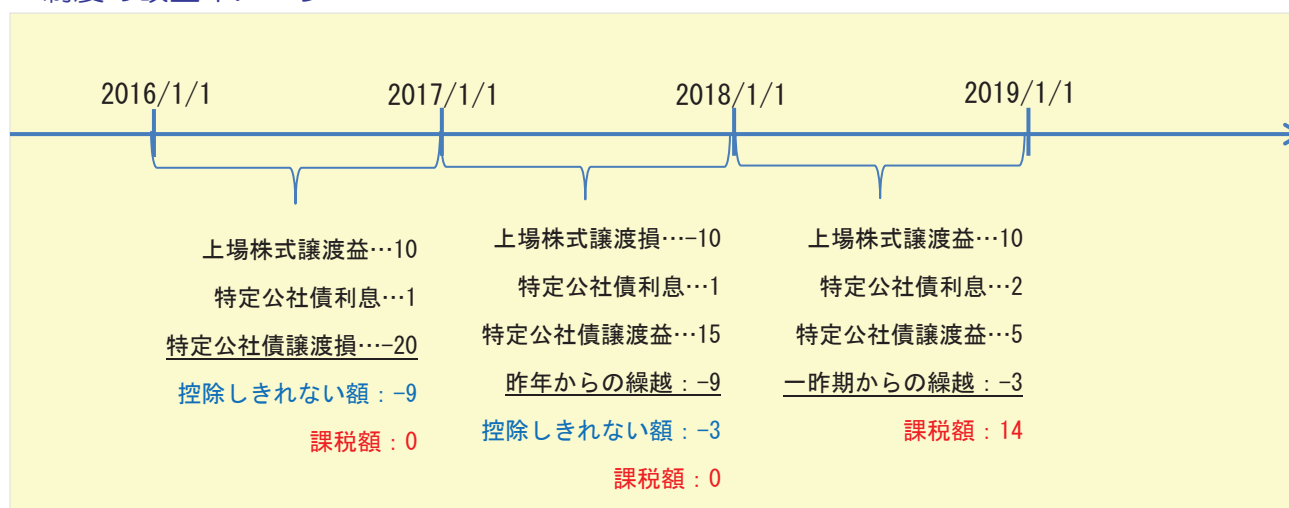 2016/1/1
2017/1/1
2018/1/1
2019/1/1
上場株式譲渡益…10
特定公社債利息…1
特定公社債譲渡損…-20
控除しきれない額：-9
課税額：0
上場株式譲渡損…-10
特定公社債利息…1
特定公社債譲渡益…15
昨年からの繰越：-9
控除しきれない額：-3
課税額：0
上場株式譲渡益…10
特定公社債利息…2
特定公社債譲渡益…5
一昨期からの繰越：-3
課税額：14